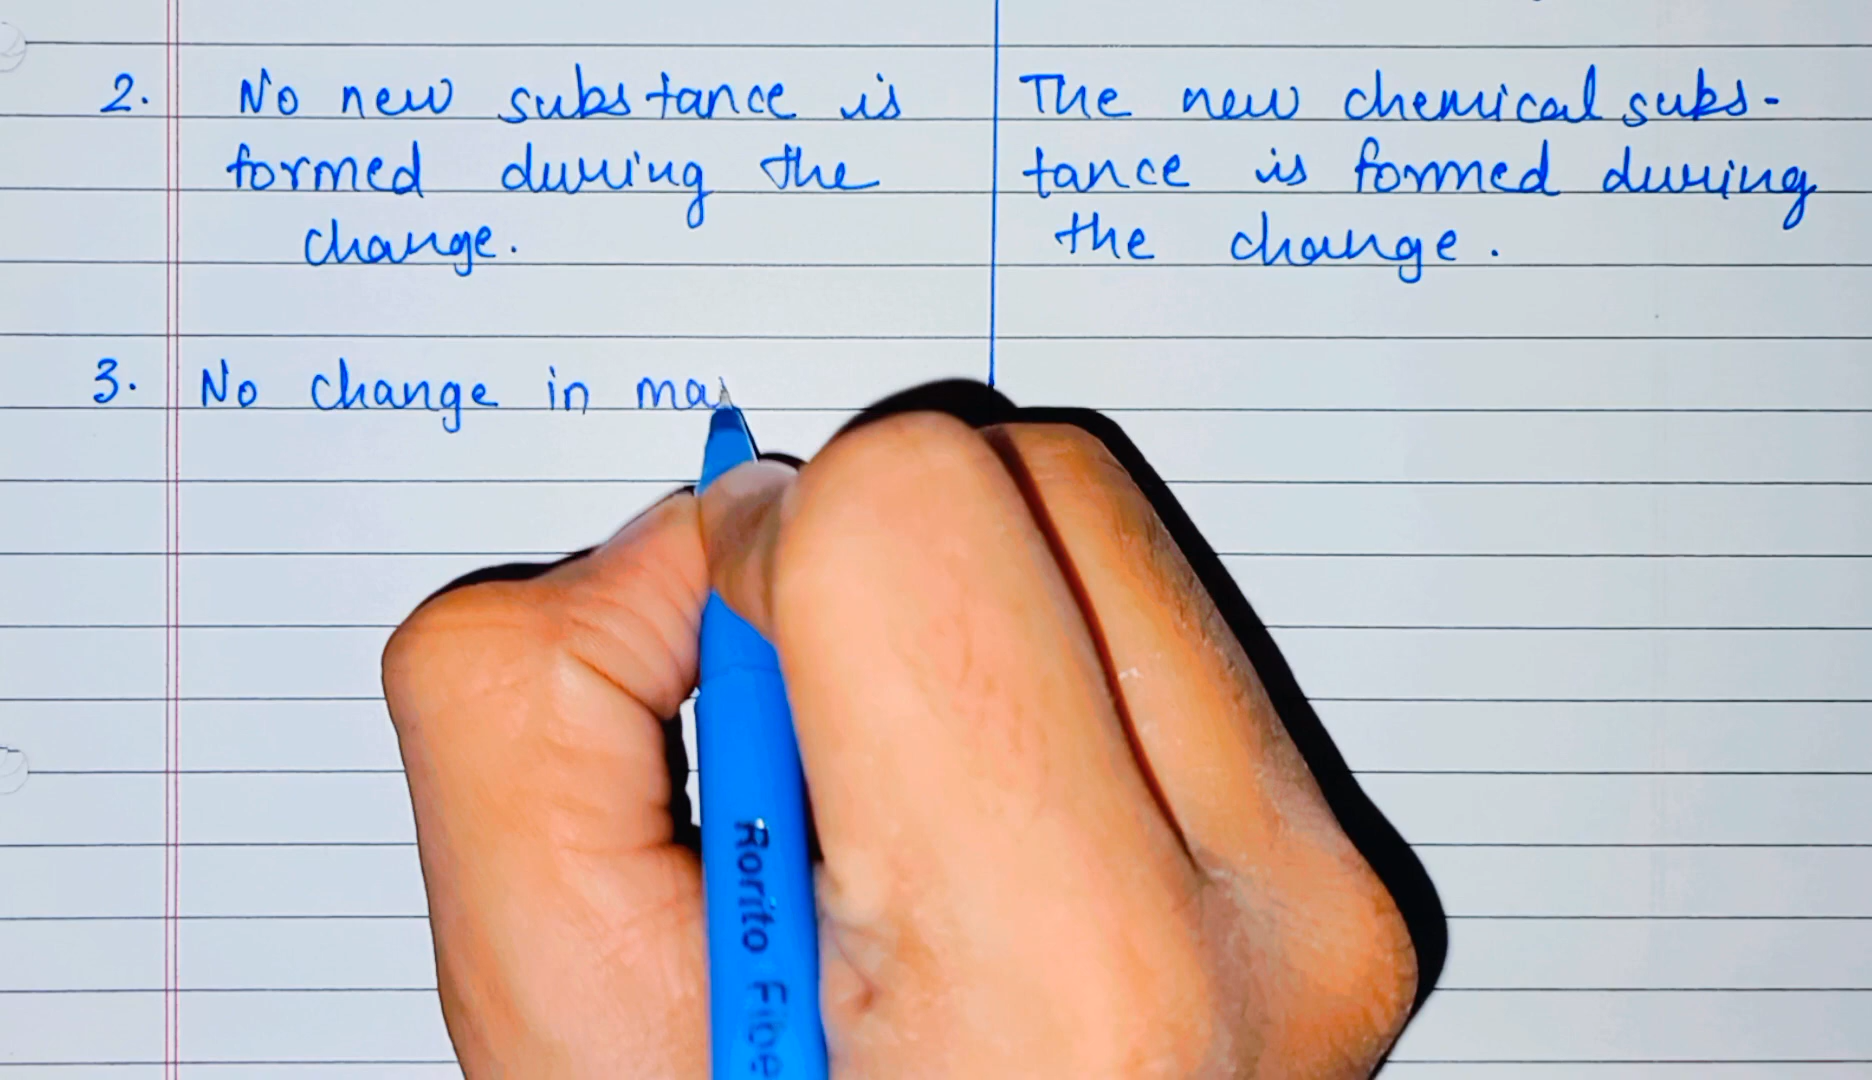 2. No new substance is
formed during the
change.
The new chemical subs-
tance is formed during
the change.
3. No change in ma
Rorito Fibe